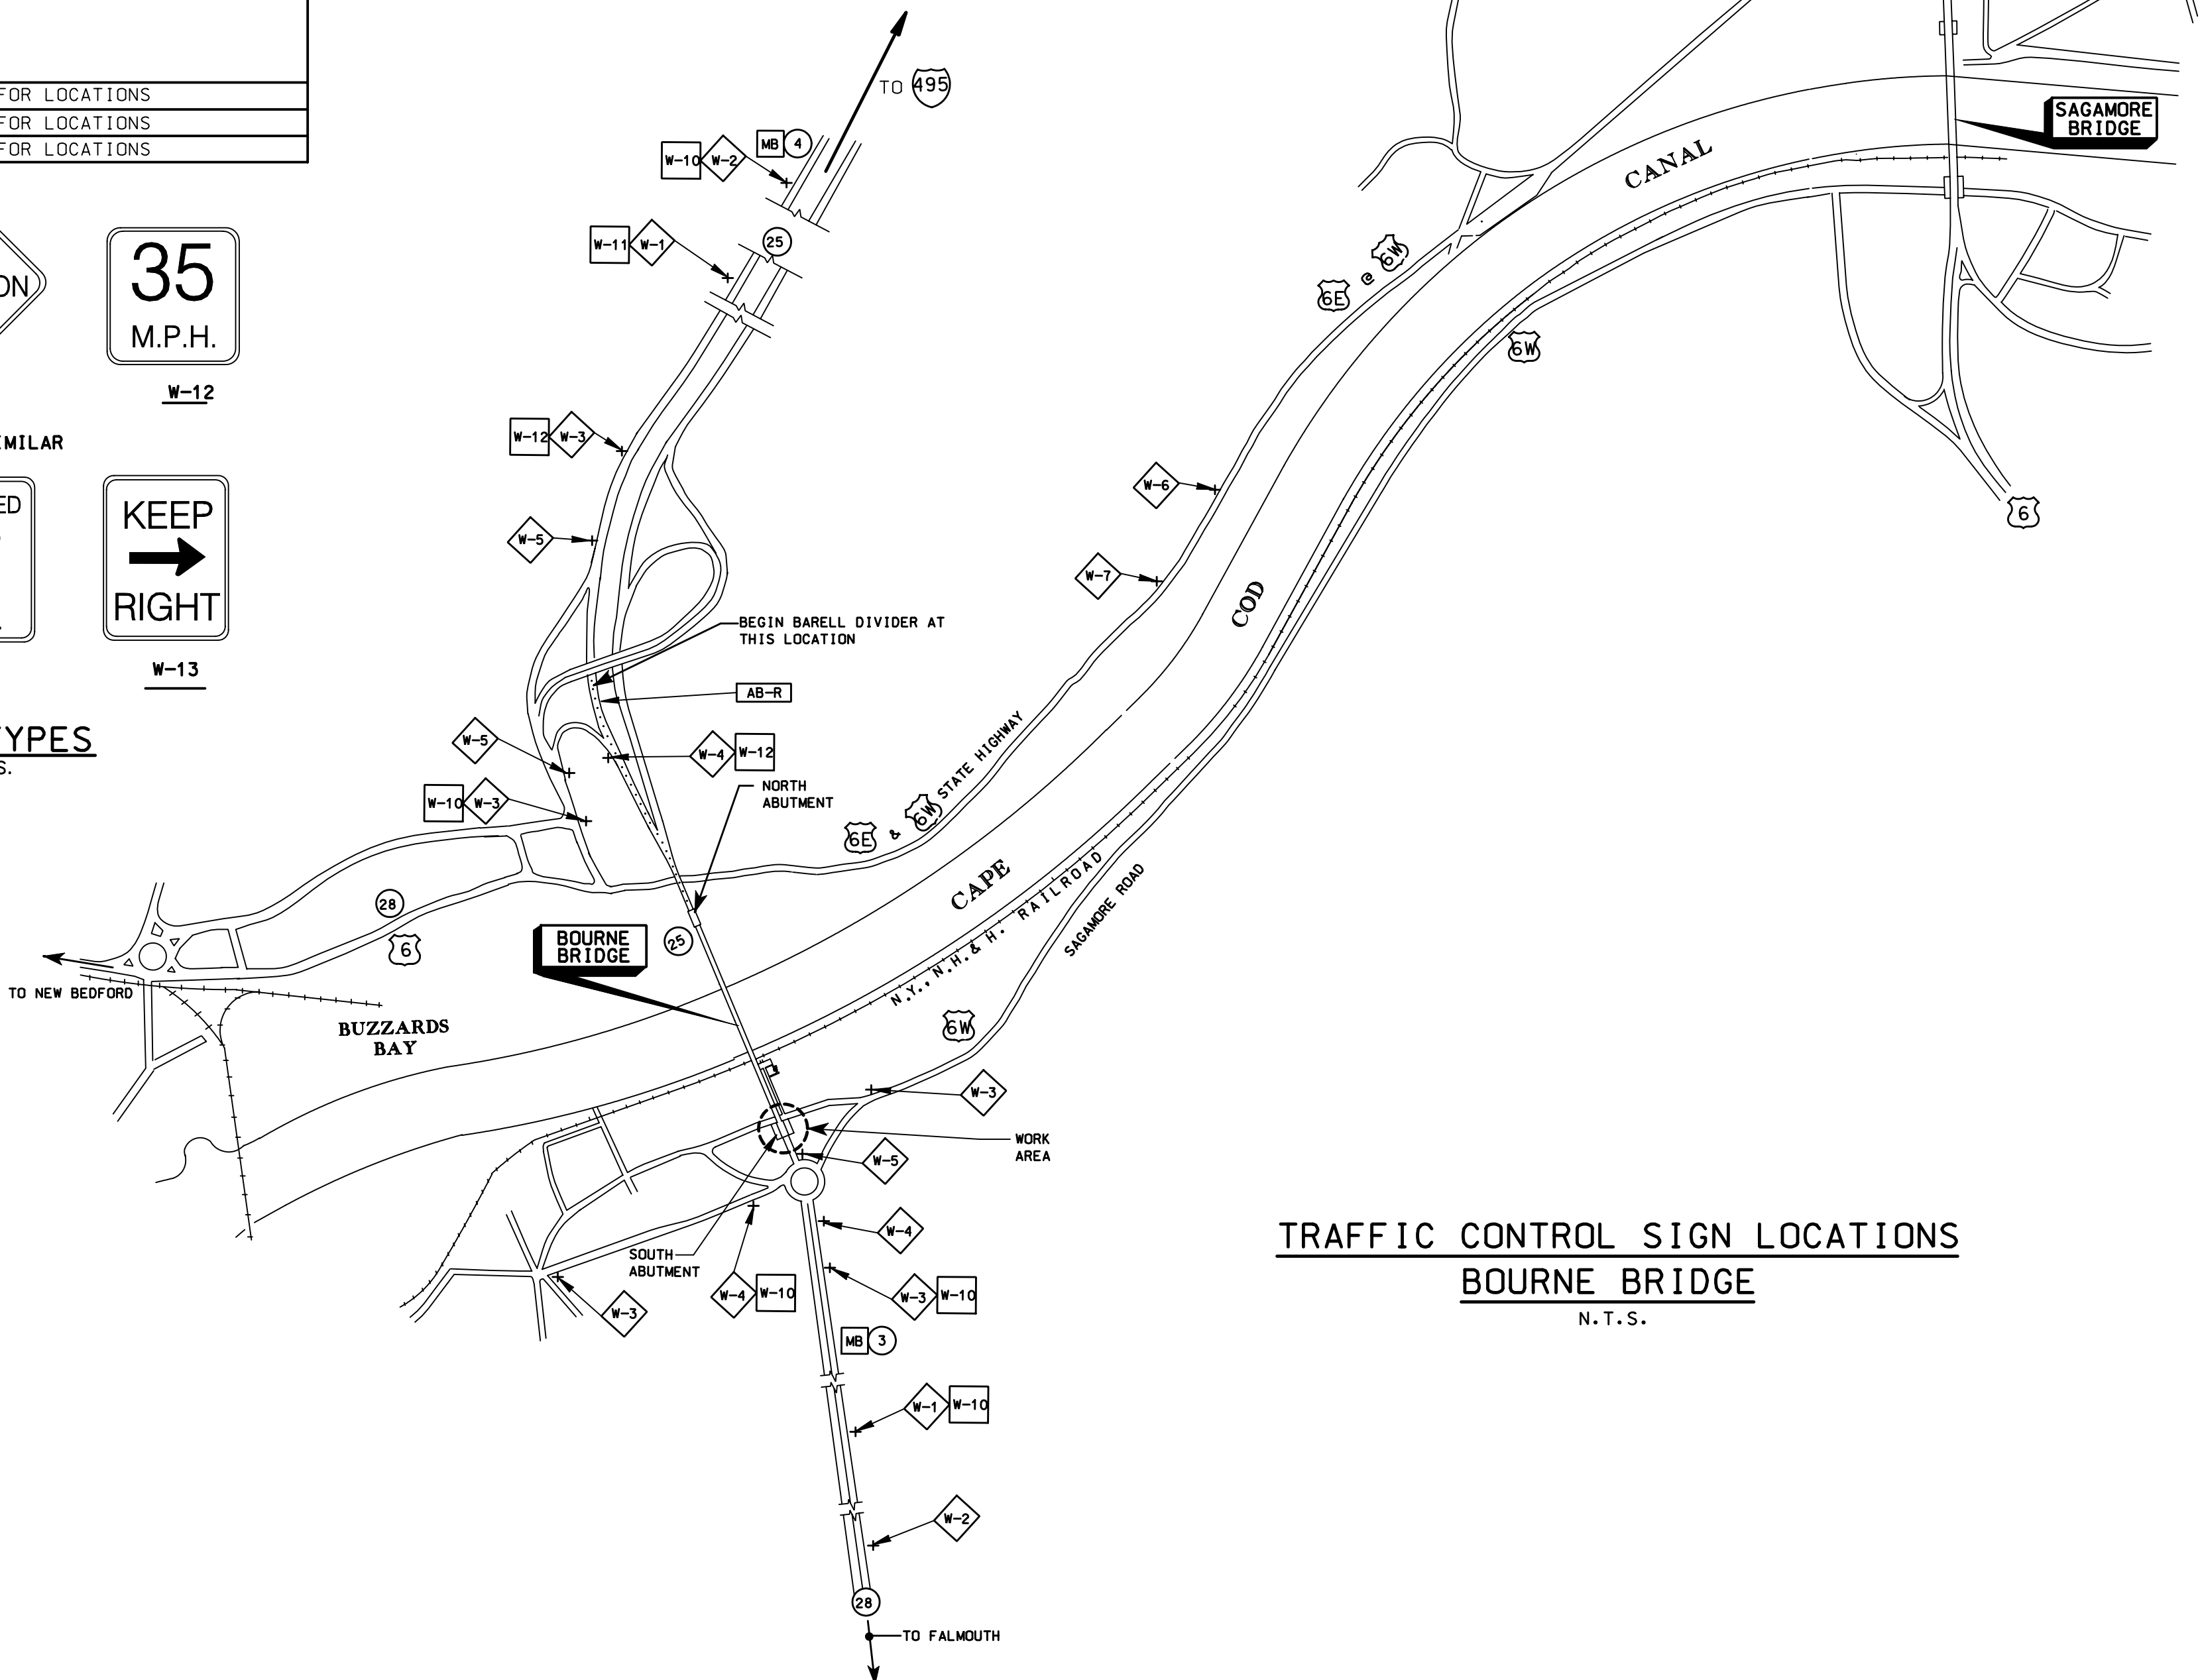 FOR LOCATIONS
FOR LOCATIONS
FOR LOCATIONS
TO 495
MB 4
W-10 W-2
SAGAMORE
BRIDGE
CANAL
W-11 W-1
25
6E @ 6W
6W
ON
35
M.P.H.
W-12
W-12 W-3
IMILAR
W-6
ED
KEEP
RIGHT
W-13
6
W-5
W-7
COD
BEGIN BARELL DIVIDER AT
THIS LOCATION
AB-R
YPES
S.
W-5
W-4 W-12
NORTH
ABUTMENT
W-10 W-3
6E & 6W STATE HIGHWAY
CAPE
28
6
N.Y., N.H. & H. RAILROAD
SAGAMORE ROAD
BOURNE
BRIDGE
25
TO NEW BEDFORD
BUZZARDS
BAY
6W
W-3
WORK
AREA
W-5
W-4
SOUTH
ABUTMENT
W-4 W-10
W-3 W-10
W-3
MB 3
W-1 W-10
W-2
28
TO FALMOUTH
TRAFFIC CONTROL SIGN LOCATIONS
BOURNE BRIDGE
N.T.S.